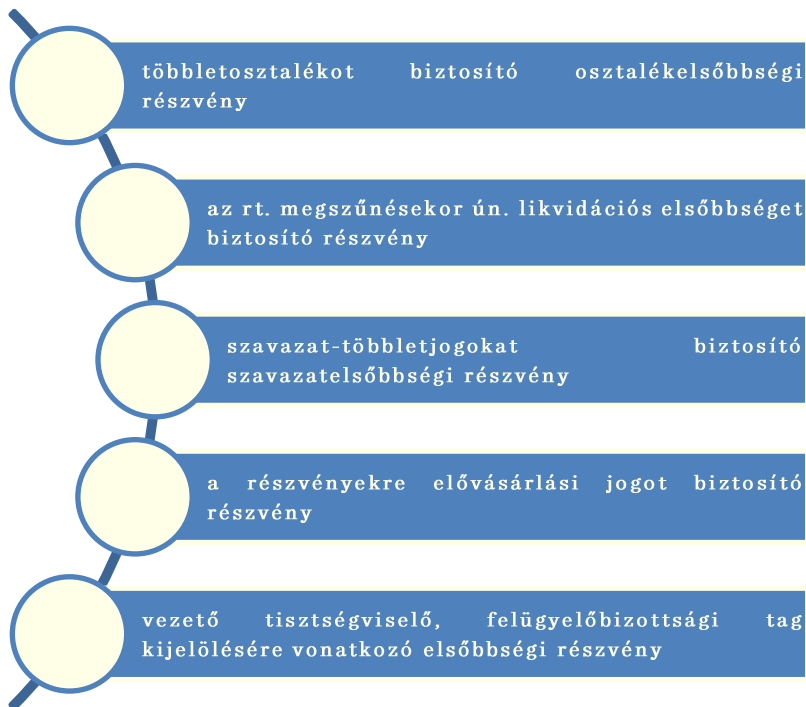 többletosztalékot biztosító osztalékelsőbbségi
részvény
az rt. megszűnésekor ún. likvidációs elsőbbséget
biztosító részvény
szavazat-többletjogokat biztosító
szavazatelsőbbségi részvény
a részvényekre elővásárlási jogot biztosító
részvény
vezető tisztségviselő, felügyelőbizottsági tag
kijelölésére vonatkozó elsőbbségi részvény